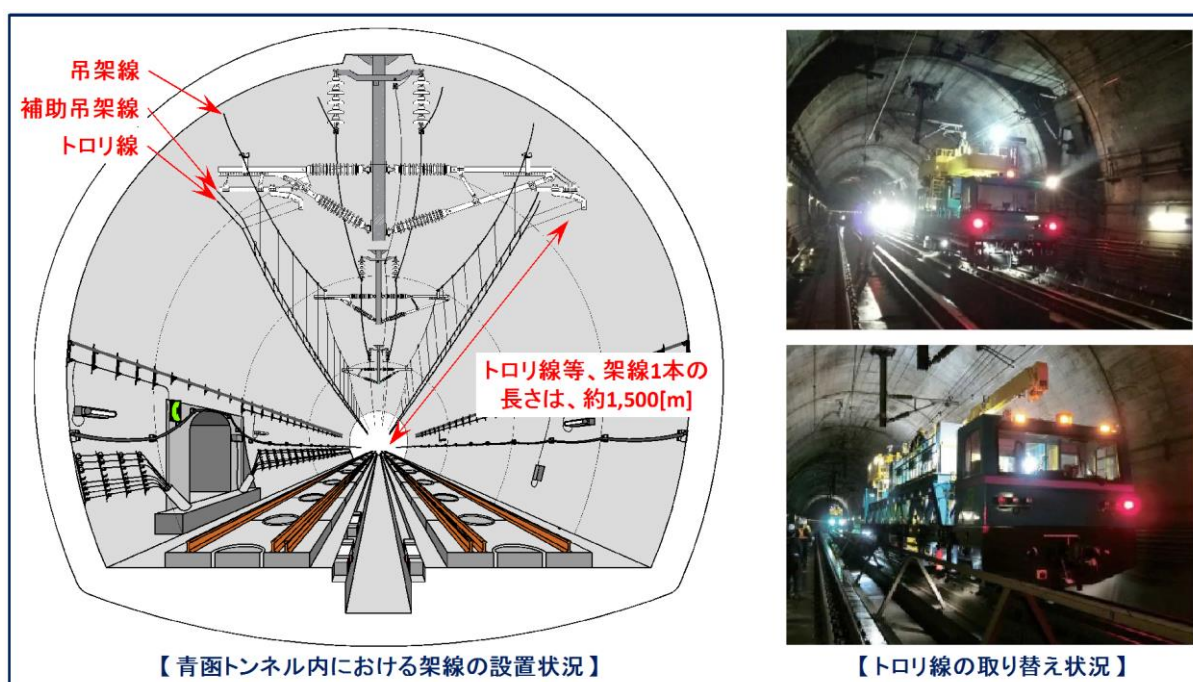 吊架線
補助吊架線
トロリ線
トロリ線等、架線1本の
長さは、約1,500[m]
【 青函トンネル内における架線の設置状況 】
【 トロリ線の取り替え状況 】